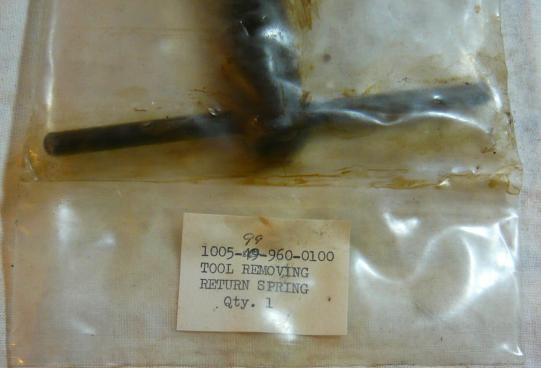 99
1005-49-960-0100
TOOL REMOVING
RETURN SPRING
Qty. 1